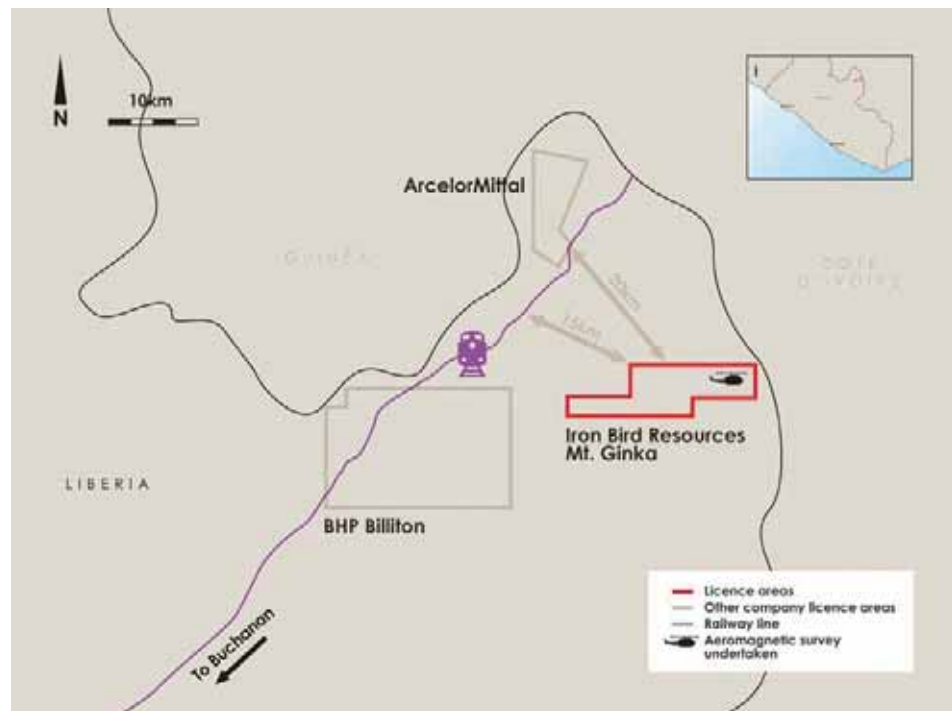 10km
N
ArcelorMittal
GUINEA
COTE
D'IVOIRE
20km
15km
Iron Bird Resources
Mt. Ginka
LIBERIA
BHP Billiton
To Buchanan
Licence areas
Other company licence areas
Railway line
Aeromagnetic survey
undertaken